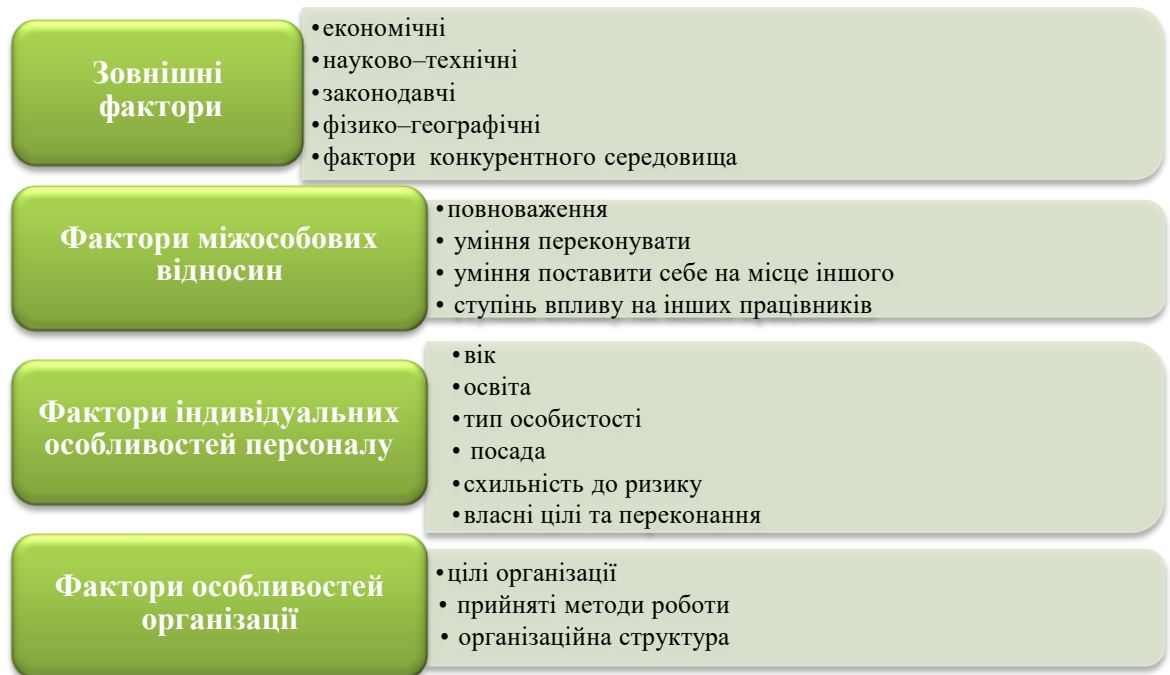 Зовнішні
фактори
•економічні
•науково–технічні
•законодавчі
•фізико–географічні
•фактори конкурентного середовища
Фактори міжособових
відносин
•повноваження
• уміння переконувати
• уміння поставити себе на місце іншого
• ступінь впливу на інших працівників
Фактори індивідуальних
особливостей персоналу
•вік
•освіта
•тип особистості
• посада
•схильність до ризику
•власні цілі та переконання
Фактори особливостей
організації
•цілі організації
• прийняті методи роботи
• організаційна структура